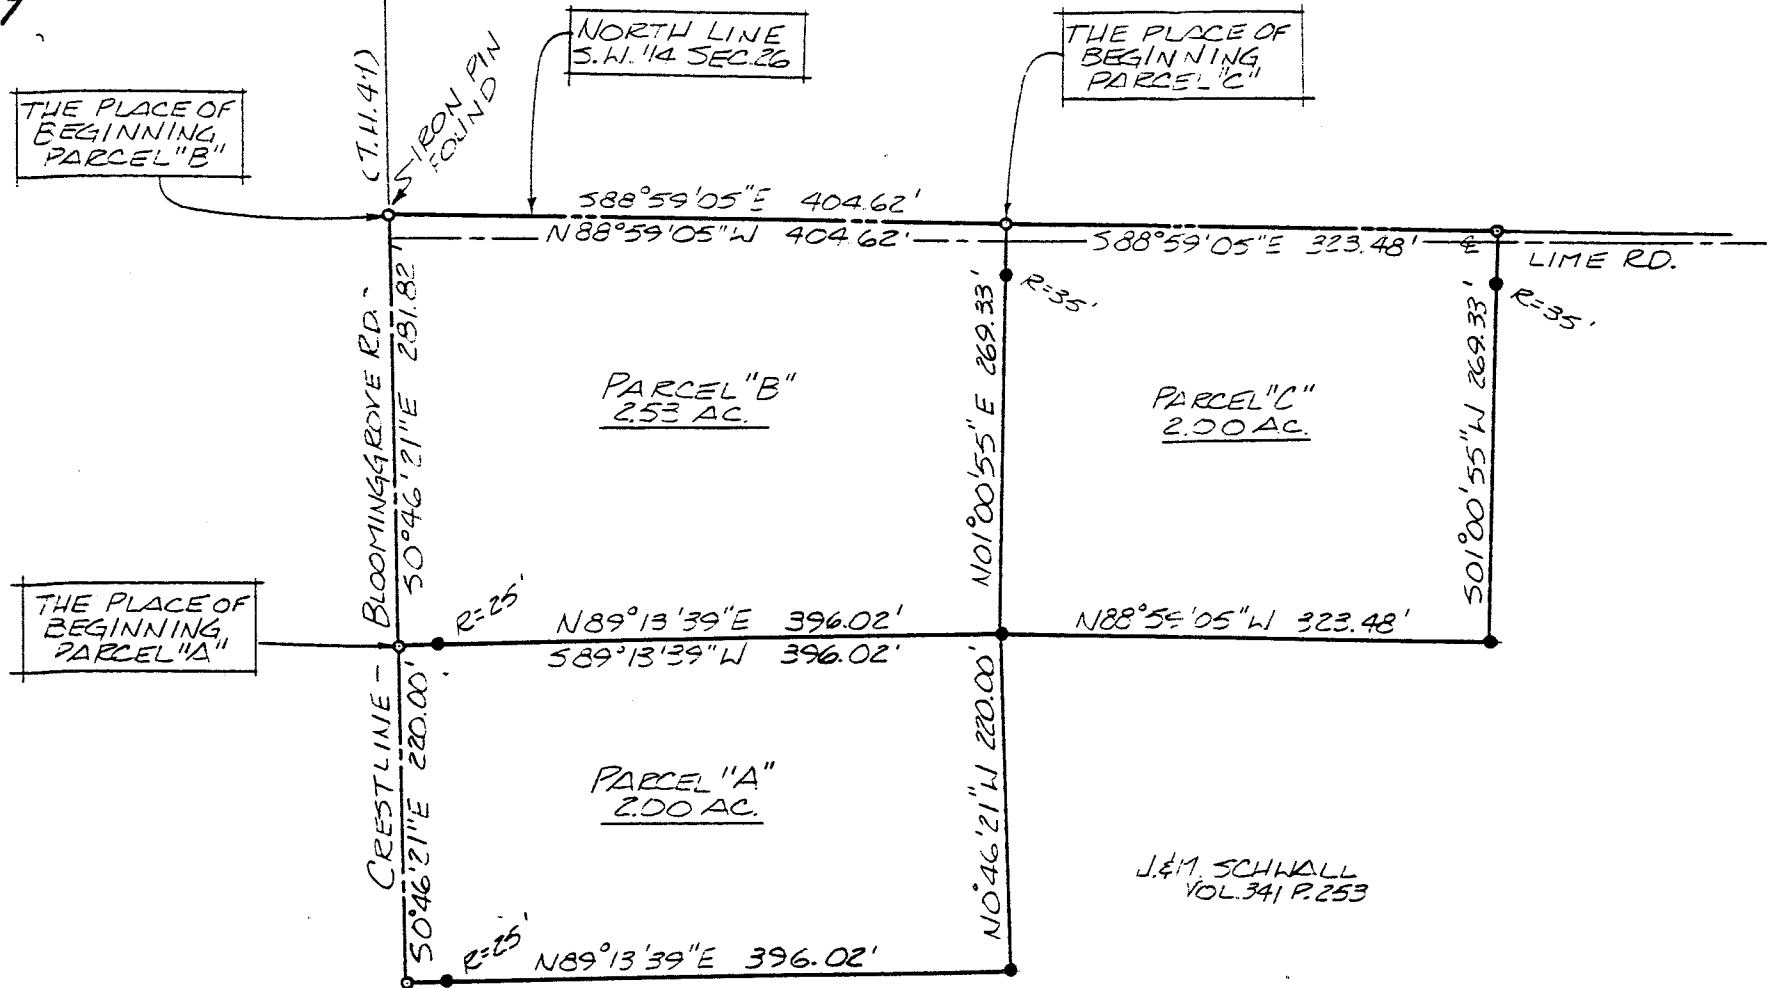 NORTH LINE
S.W. 1/4 SEC. 26
THE PLACE OF
BEGINNING
PARCEL "C"
THE PLACE OF
BEGINNING
PARCEL "B"
(T.H. 41)
IRON PIN
FOUND
S88°59'05"E 404.62'
N88°59'05"W 404.62'
S88°59'05"E 323.48'
LIME RD.
R=35'
R=35'
S0°46'21"E 281.82'
N01°00'55"E 269.33'
S01°00'55"W 269.33'
PARCEL "B"
2.53 AC.
PARCEL "C"
2.00 AC.
CRESTLINE - BLOOMINGGROVE RD.
THE PLACE OF
BEGINNING
PARCEL "A"
R=25'
N89°13'39"E 396.02'
S89°13'39"W 396.02'
N88°59'05"W 323.48'
S0°46'21"E 220.00'
N0°46'21"W 220.00'
PARCEL "A"
2.00 AC.
J.&M. SCHWALL
VOL. 341 P. 253
R=25'
N89°13'39"E 396.02'